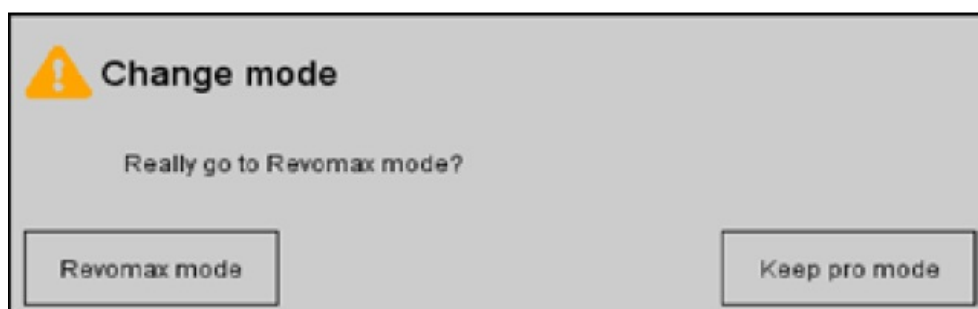 Change mode
Really go to Revomax mode?
Revomax mode
Keep pro mode